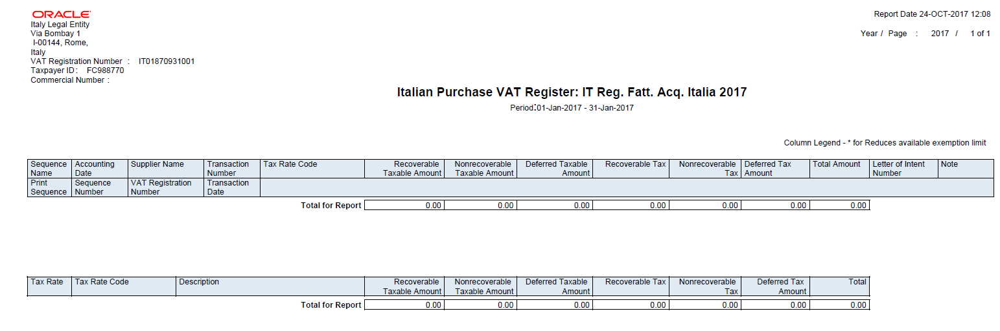 ORACLE
Report Date 24-OCT-2017 12:08
Italy Legal Entity
Via Bombay 1
Year / Page : 2017 / 1 of 1
I-00144, Rome,
Italy
VAT Registration Number : IT01870931001
Taxpayer ID : FC988770
Commercial Number :
Italian Purchase VAT Register: IT Reg. Fatt. Acq. Italia 2017
Period:01-Jan-2017 - 31-Jan-2017
Column Legend - * for Reduces available exemption limit
Sequence Accounting Supplier Name Transaction Tax Rate Code Recoverable Nonrecoverable Deferred Taxable Recoverable Tax Nonrecoverable Deferred Tax Total Amount Letter of Intent Note
Name Date Number Taxable Amount Taxable Amount Amount Tax Amount Number
Print Sequence VAT Registration Transaction
Sequence Number Number Date
Total for Report 0.00 0.00 0.00 0.00 0.00 0.00 0.00
Tax Rate Tax Rate Code Description Recoverable Nonrecoverable Deferred Taxable Recoverable Tax Nonrecoverable Deferred Tax Total
Taxable Amount Taxable Amount Amount Tax Amount
Total for Report 0.00 0.00 0.00 0.00 0.00 0.00 0.00